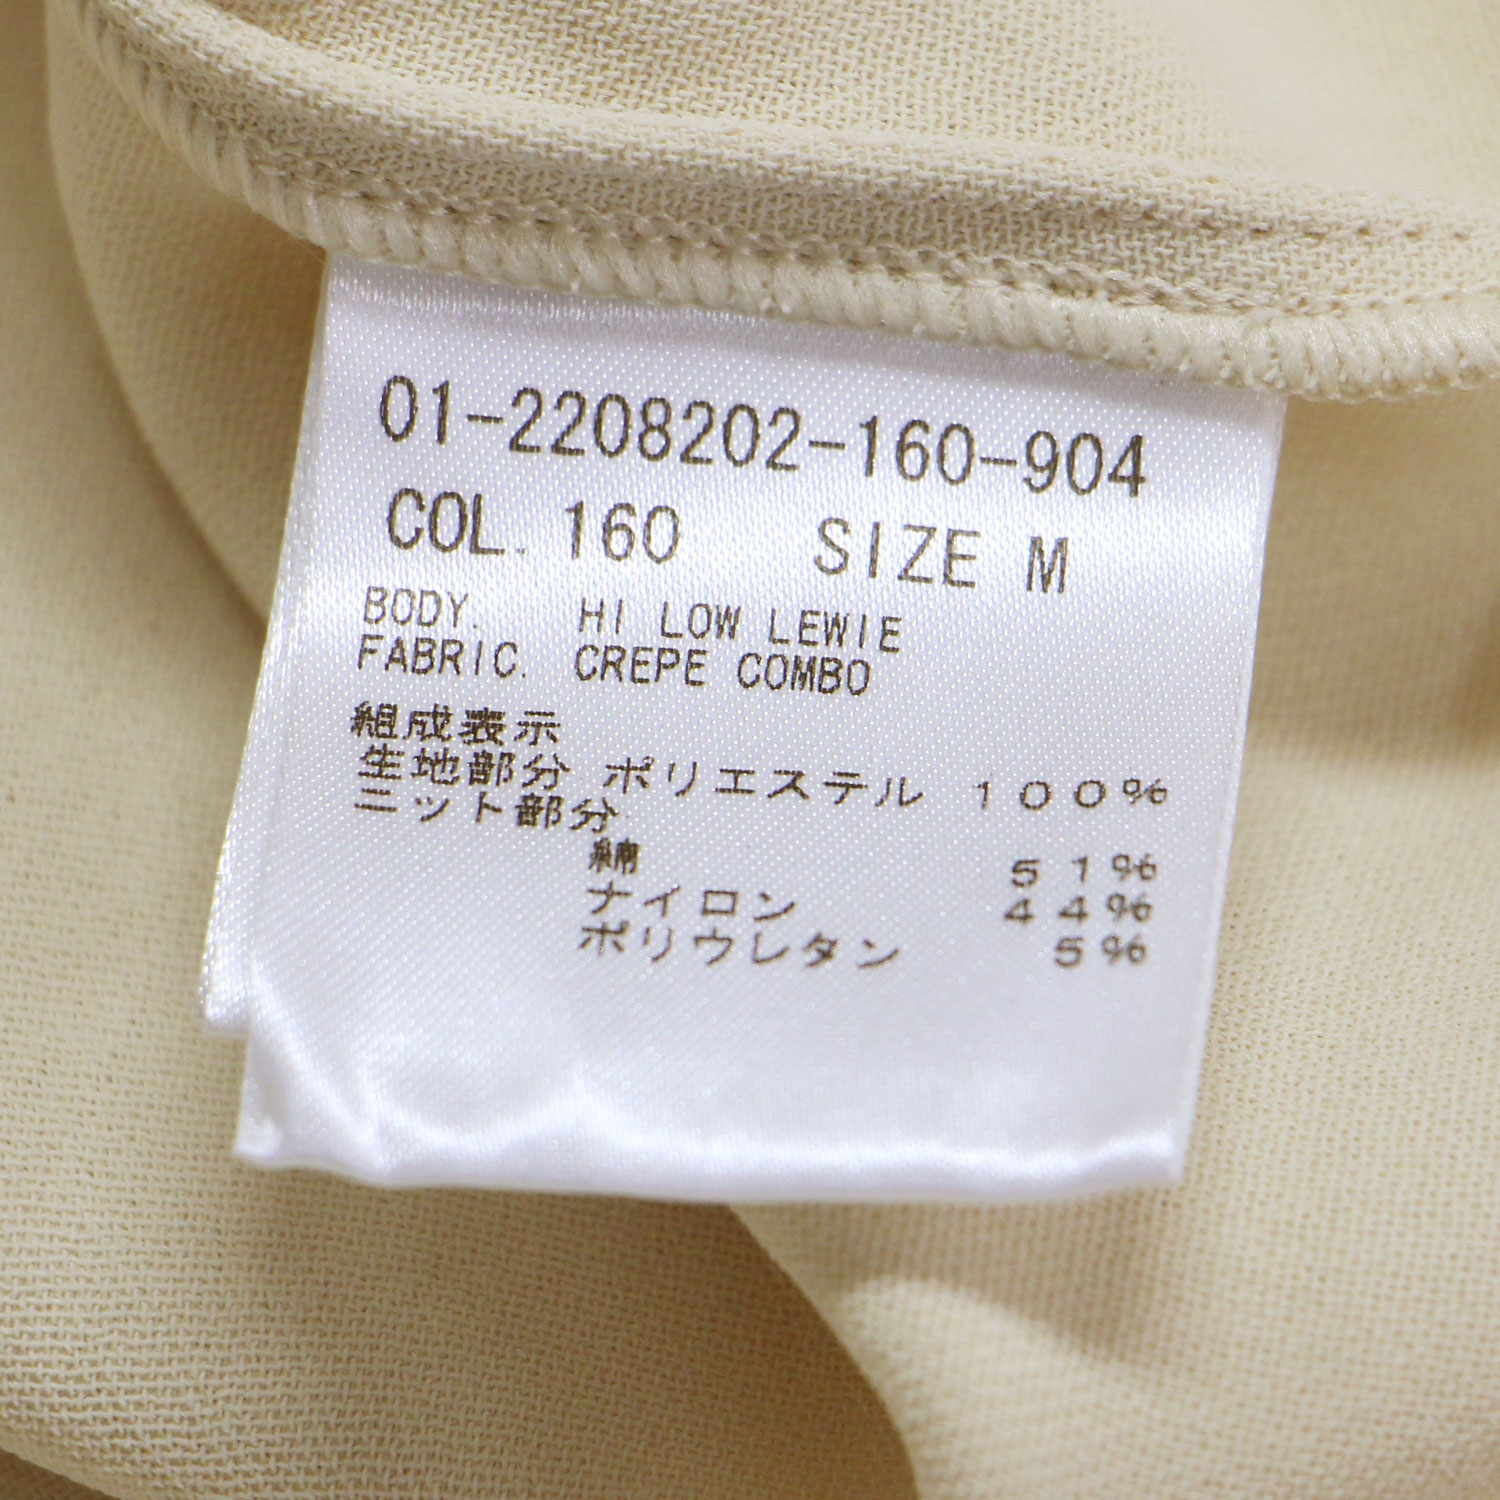 01-2208202-160-904
COL. 160 SIZE M
BODY. HI LOW LEWIE
FABRIC. CREPE COMBO
組成表示
生地部分 ポリエステル 100%
ニット部分
綿 51%
ナイロン 44%
ポリウレタン 5%